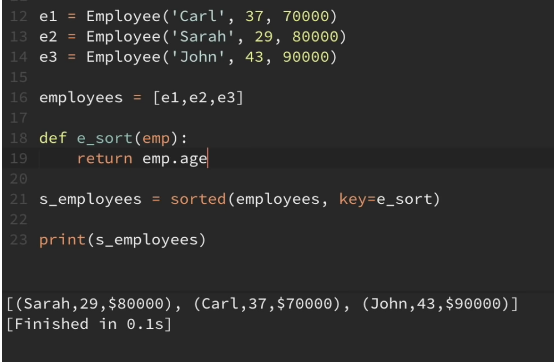 12 e1 = Employee('Carl', 37, 70000)
13 e2 = Employee('Sarah', 29, 80000)
14 e3 = Employee('John', 43, 90000)
15
16 employees = [e1,e2,e3]
17
18 def e_sort(emp):
19     return emp.age
20
21 s_employees = sorted(employees, key=e_sort)
22
23 print(s_employees)
[(Sarah,29,$80000), (Carl,37,$70000), (John,43,$90000)]
[Finished in 0.1s]